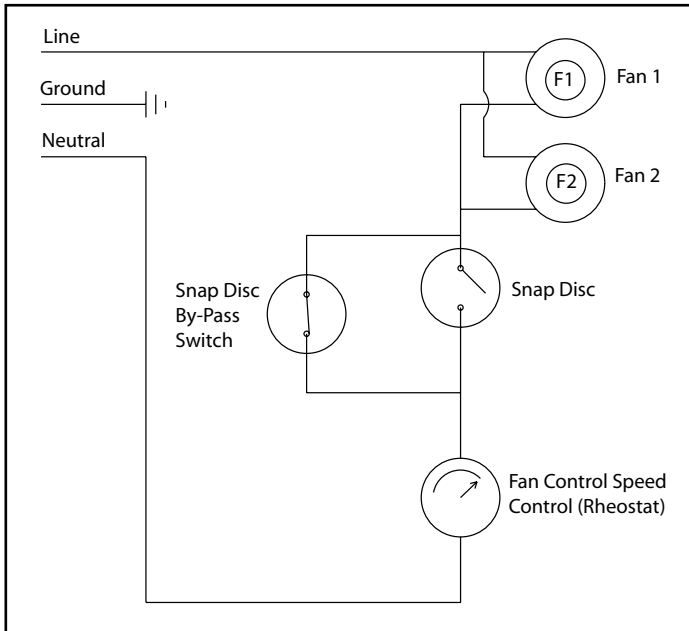 Line
Ground
Neutral
F1
Fan 1
F2
Fan 2
Snap Disc
By-Pass
Switch
Snap Disc
Fan Control Speed
Control (Rheostat)